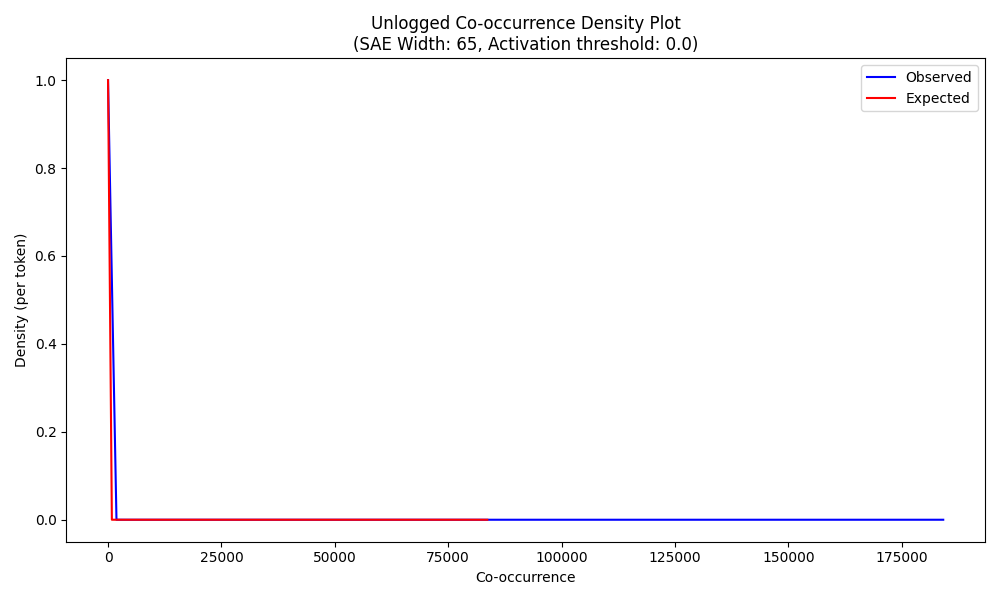 Unlogged Co-occurrence Density Plot
(SAE Width: 65, Activation threshold: 0.0)
Observed
Expected
Density (per token)
1.0
0.8
0.6
0.4
0.2
0.0
0 25000 50000 75000 100000 125000 150000 175000
Co-occurrence